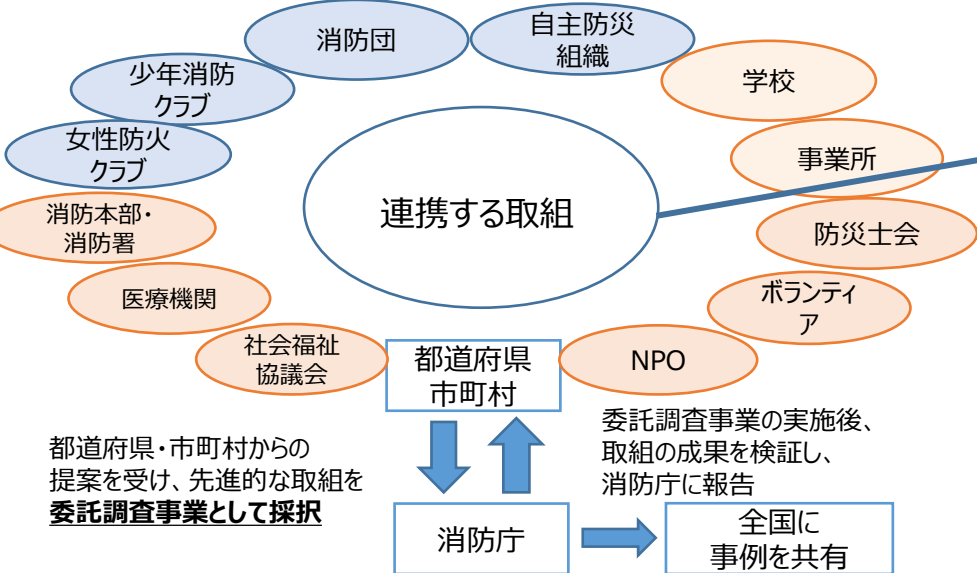 消防団
自主防災
組織
少年消防
クラブ
学校
女性防火
クラブ
事業所
連携する取組
消防本部・
消防署
防災士会
医療機関
ボランティ
ア
社会福祉
協議会
都道府県
市町村
NPO
都道府県・市町村からの
提案を受け、先進的な取組を
委託調査事業として採択
委託調査事業の実施後、
取組の成果を検証し、
消防庁に報告
消防庁
全国に
事例を共有